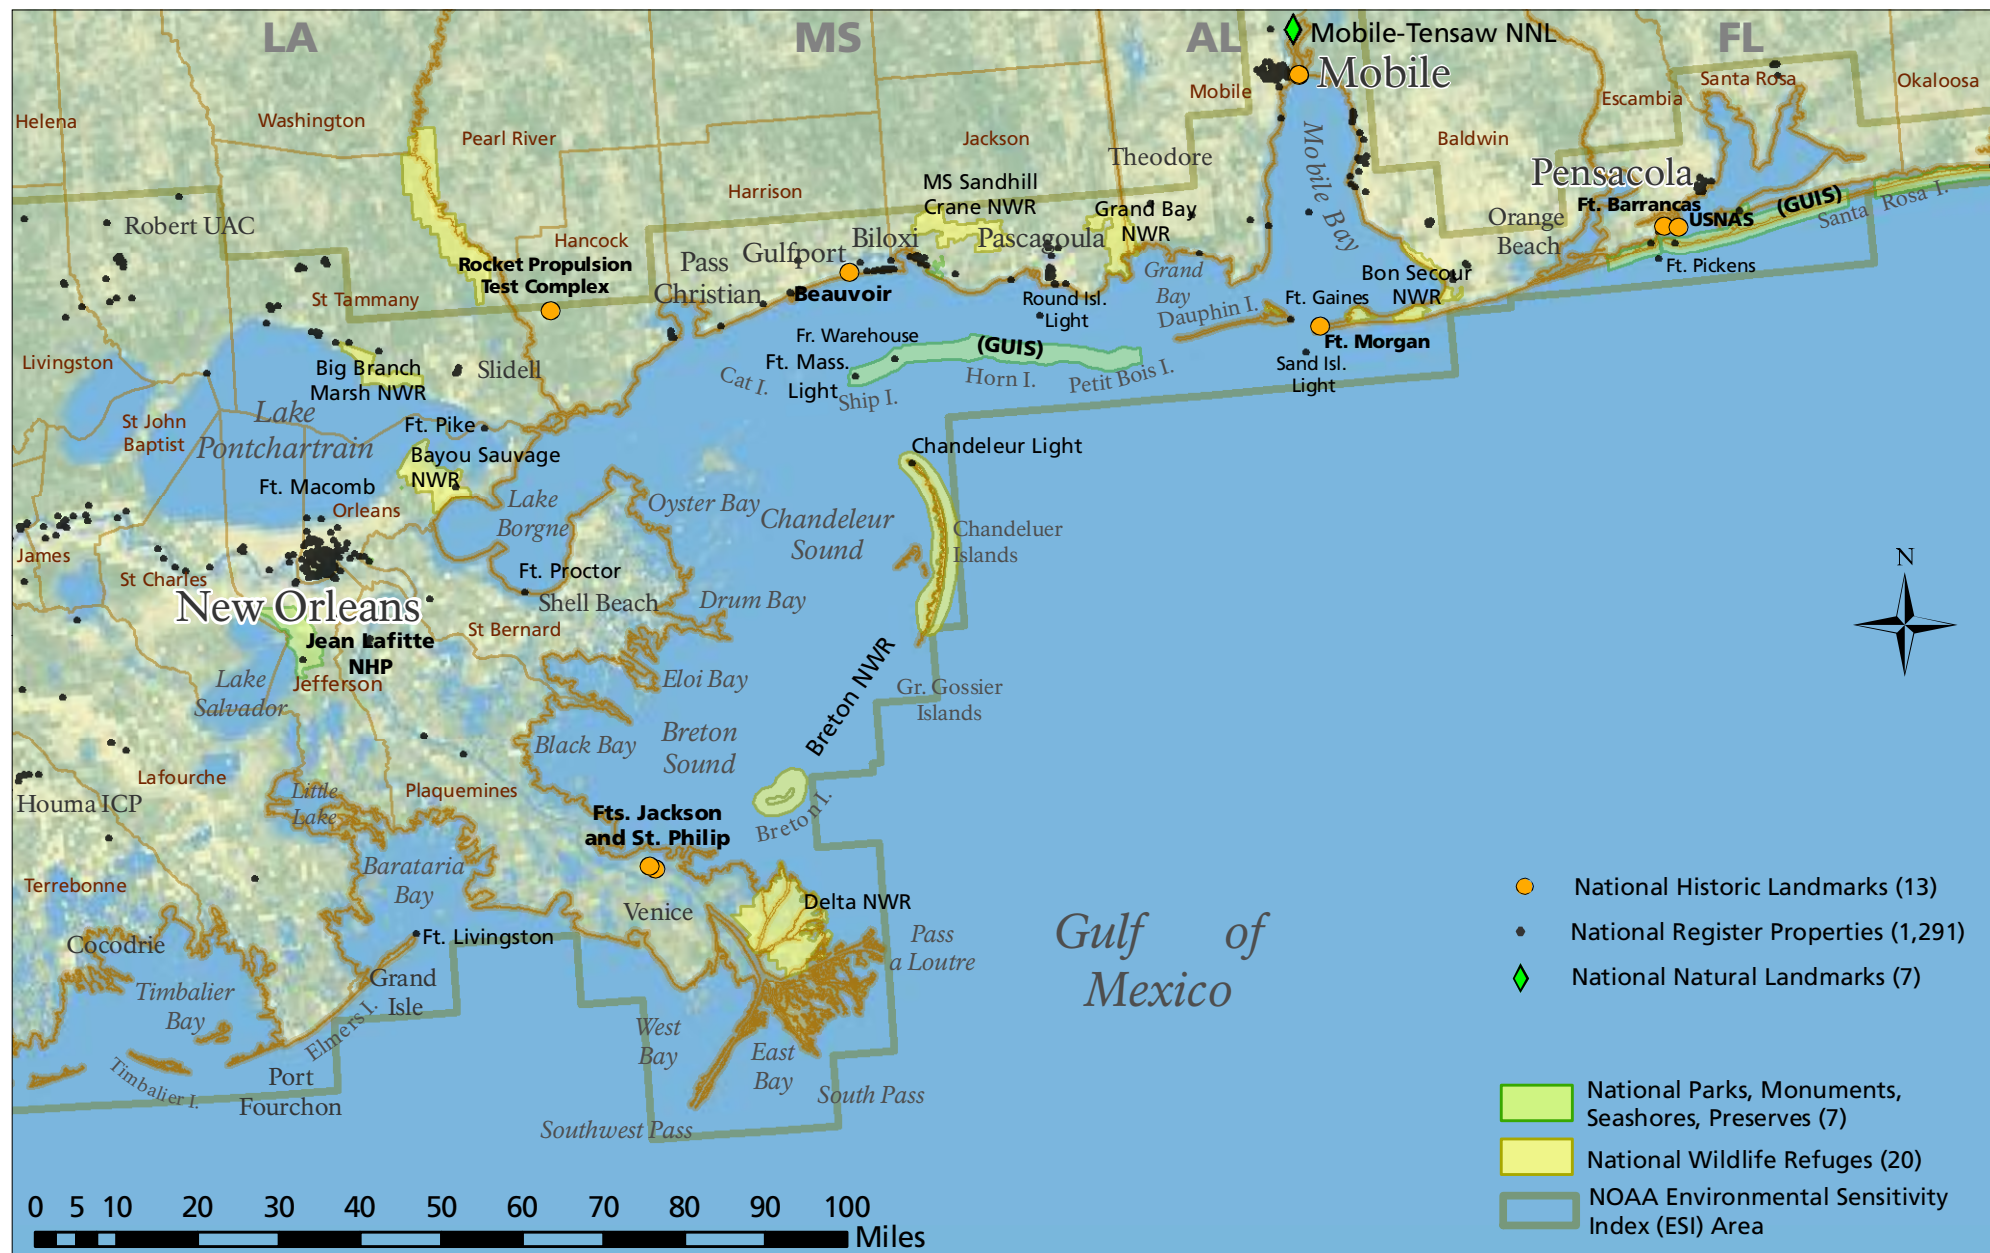 LA
MS
AL
FL
Mobile-Tensaw NNL
Mobile
Mobile
Santa Rosa
Okaloosa
Escambia
Helena
Washington
Pearl River
Jackson
Baldwin
Theodore
Mobile Bay
Harrison
MS Sandhill
Crane NWR
Pensacola
Ft. Barrancas
USNAS
(GUIS)
Santa Rosa I.
Robert UAC
Hancock
Rocket Propulsion
Test Complex
Pass
Christian
Gulfport
Biloxi
Pascagoula
Grand Bay
NWR
Orange
Beach
Ft. Pickens
St Tammany
Beauvoir
Round Isl.
Light
Grand
Bay
Dauphin I.
Ft. Gaines
Bon Secour
NWR
Ft. Morgan
Sand Isl.
Light
Livingston
Big Branch
Marsh NWR
Slidell
Fr. Warehouse
Ft. Mass.
Light
(GUIS)
Cat I.
Ship I.
Horn I.
Petit Bois I.
St John
Baptist
Lake
Pontchartrain
Ft. Pike
Bayou Sauvage
NWR
Chandeleur Light
Ft. Macomb
Orleans
Lake
Borgne
Oyster Bay
Chandeleur
Sound
Chandeluer
Islands
N
James
St Charles
Ft. Proctor
Shell Beach
Drum Bay
New Orleans
Jean Lafitte
NHP
Jefferson
St Bernard
Lake
Salvador
Eloi Bay
Breton NWR
Gr. Gossier
Islands
Black Bay
Breton
Sound
Lafourche
Houma ICP
Little
Lake
Plaquemines
Breton I.
Fts. Jackson
and St. Philip
Barataria
Bay
Terrebonne
Venice
Delta NWR
Pass
a Loutre
Gulf of
Mexico
Cocodrie
Ft. Livingston
Grand
Isle
Elmers I.
Timbalier
Bay
Timbalier I.
Port
Fourchon
West
Bay
East
Bay
South Pass
Southwest Pass
National Historic Landmarks (13)
National Register Properties (1,291)
National Natural Landmarks (7)
National Parks, Monuments,
Seashores, Preserves (7)
National Wildlife Refuges (20)
NOAA Environmental Sensitivity
Index (ESI) Area
0 5 10 20 30 40 50 60 70 80 90 100
Miles